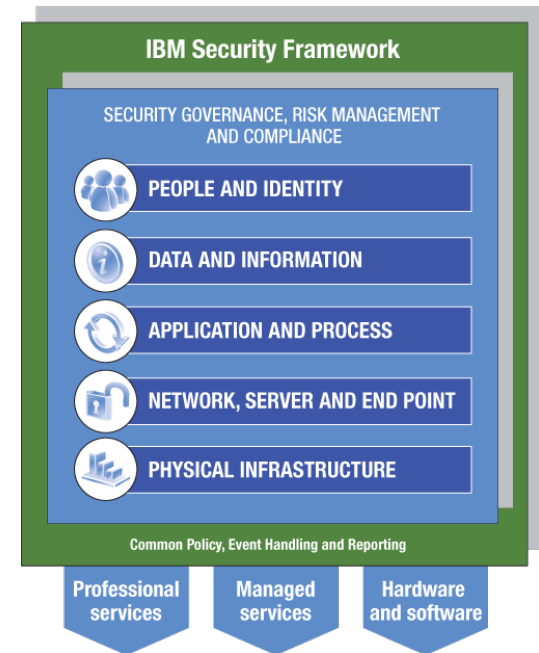 IBM Security Framework
SECURITY GOVERNANCE, RISK MANAGEMENT
AND COMPLIANCE
PEOPLE AND IDENTITY
DATA AND INFORMATION
APPLICATION AND PROCESS
NETWORK, SERVER AND END POINT
PHYSICAL INFRASTRUCTURE
Common Policy, Event Handling and Reporting
Professional
services
Managed
services
Hardware
and software